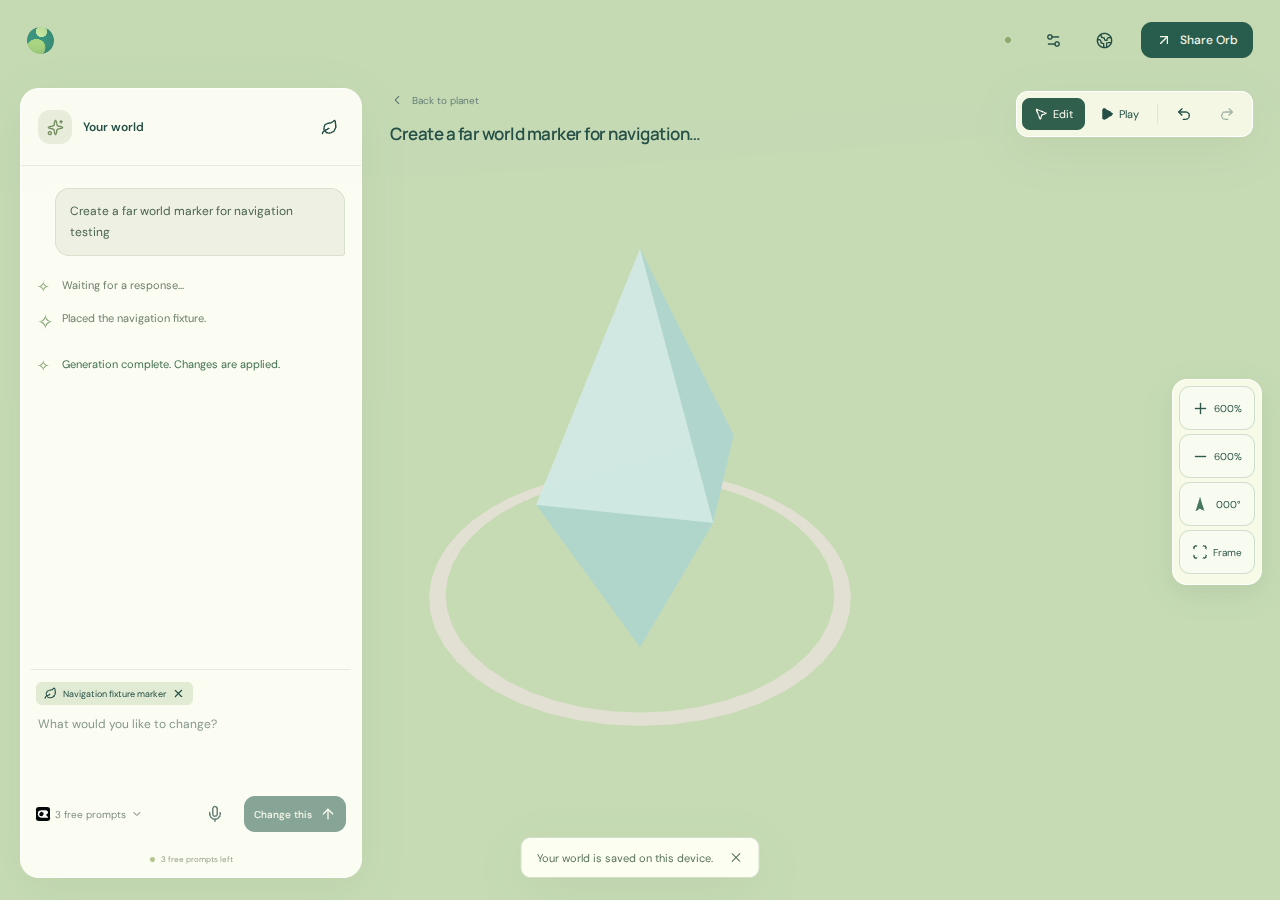 Share Orb
Your world
Back to planet
Create a far world marker for navigation...
Edit
Play
Create a far world marker for navigation
testing
Waiting for a response...
Placed the navigation fixture.
Generation complete. Changes are applied.
600%
600%
000°
Frame
Navigation fixture marker
What would you like to change?
3 free prompts
Change this
3 free prompts left
Your world is saved on this device.